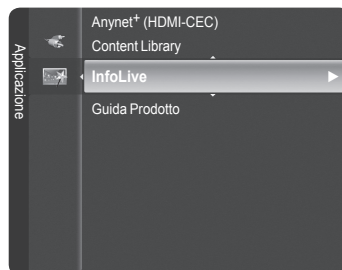 Applicazione
Anynet+ (HDMI-CEC)
Content Library
InfoLive
Guida Prodotto